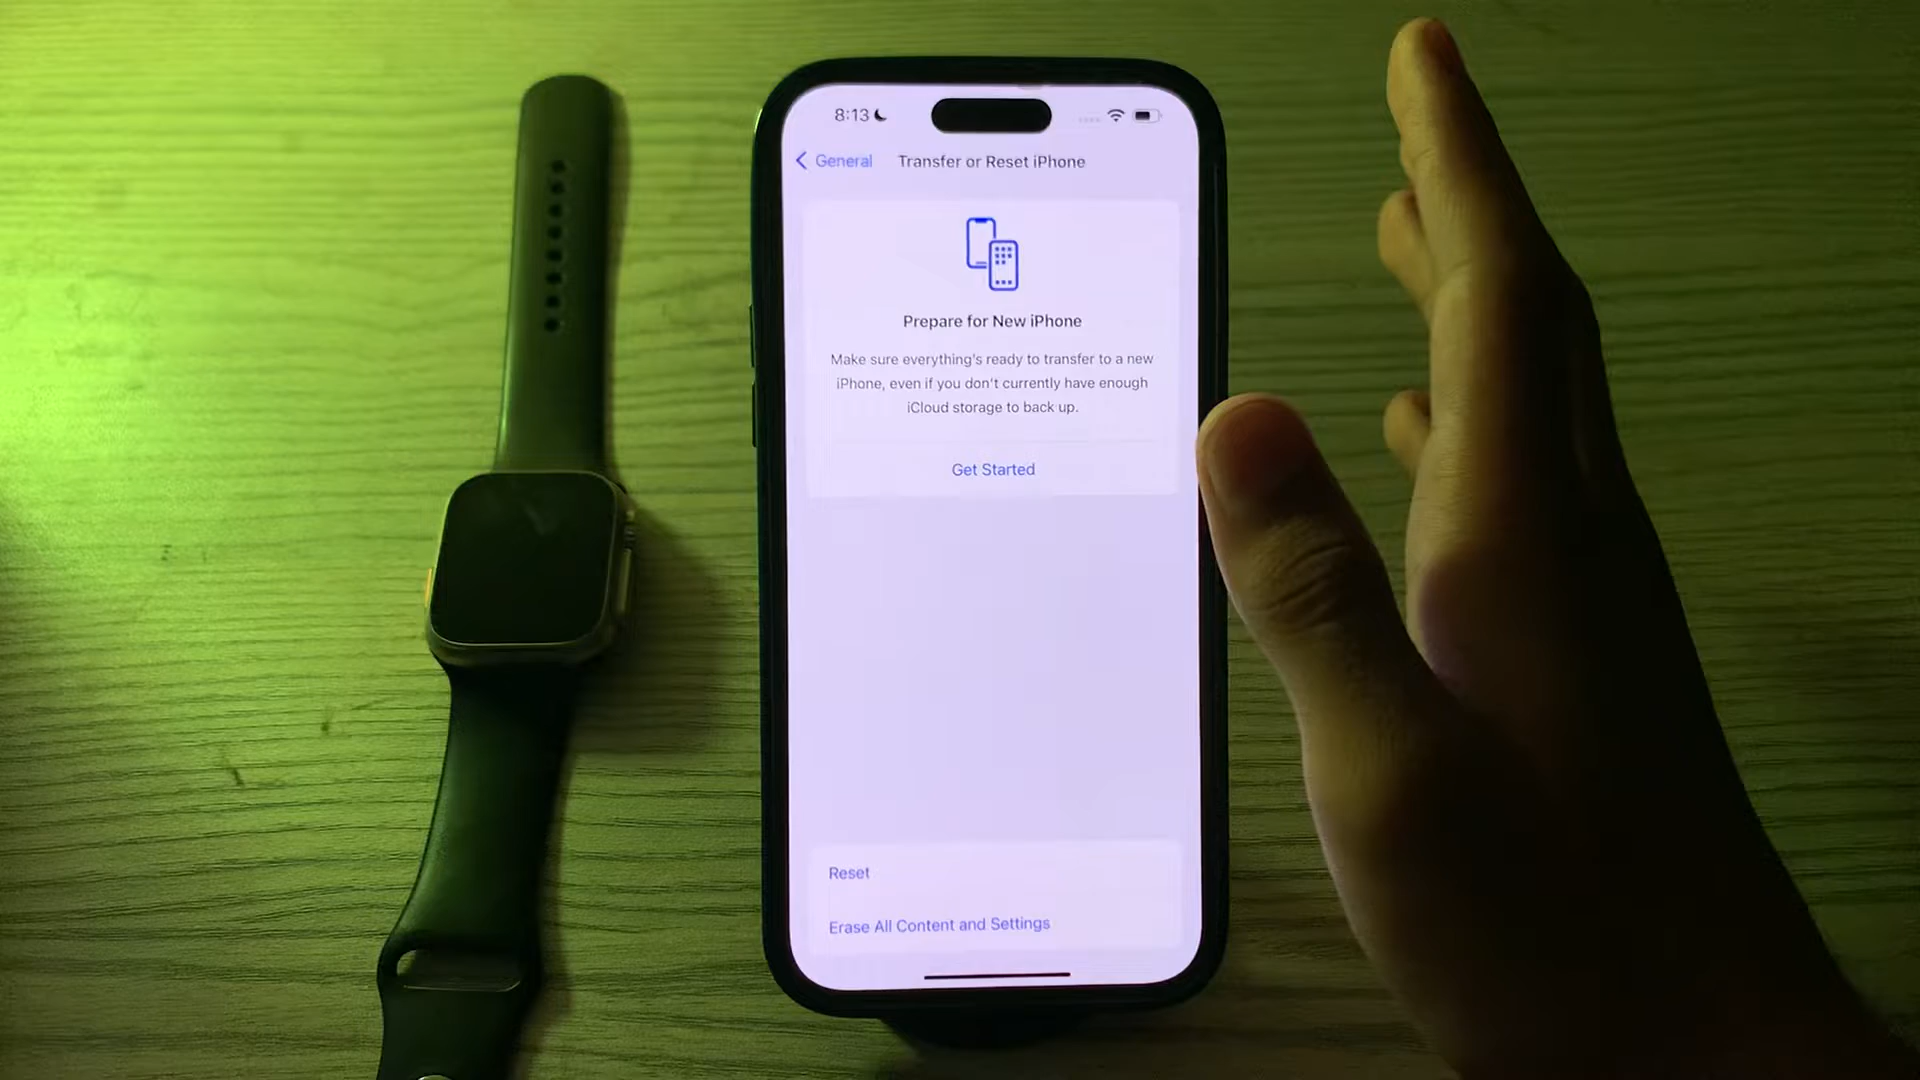 8:13
General
Transfer or Reset iPhone
Prepare for New iPhone
Make sure everything's ready to transfer to a new
iPhone, even if you don't currently have enough
iCloud storage to back up.
Get Started
Reset
Erase All Content and Settings